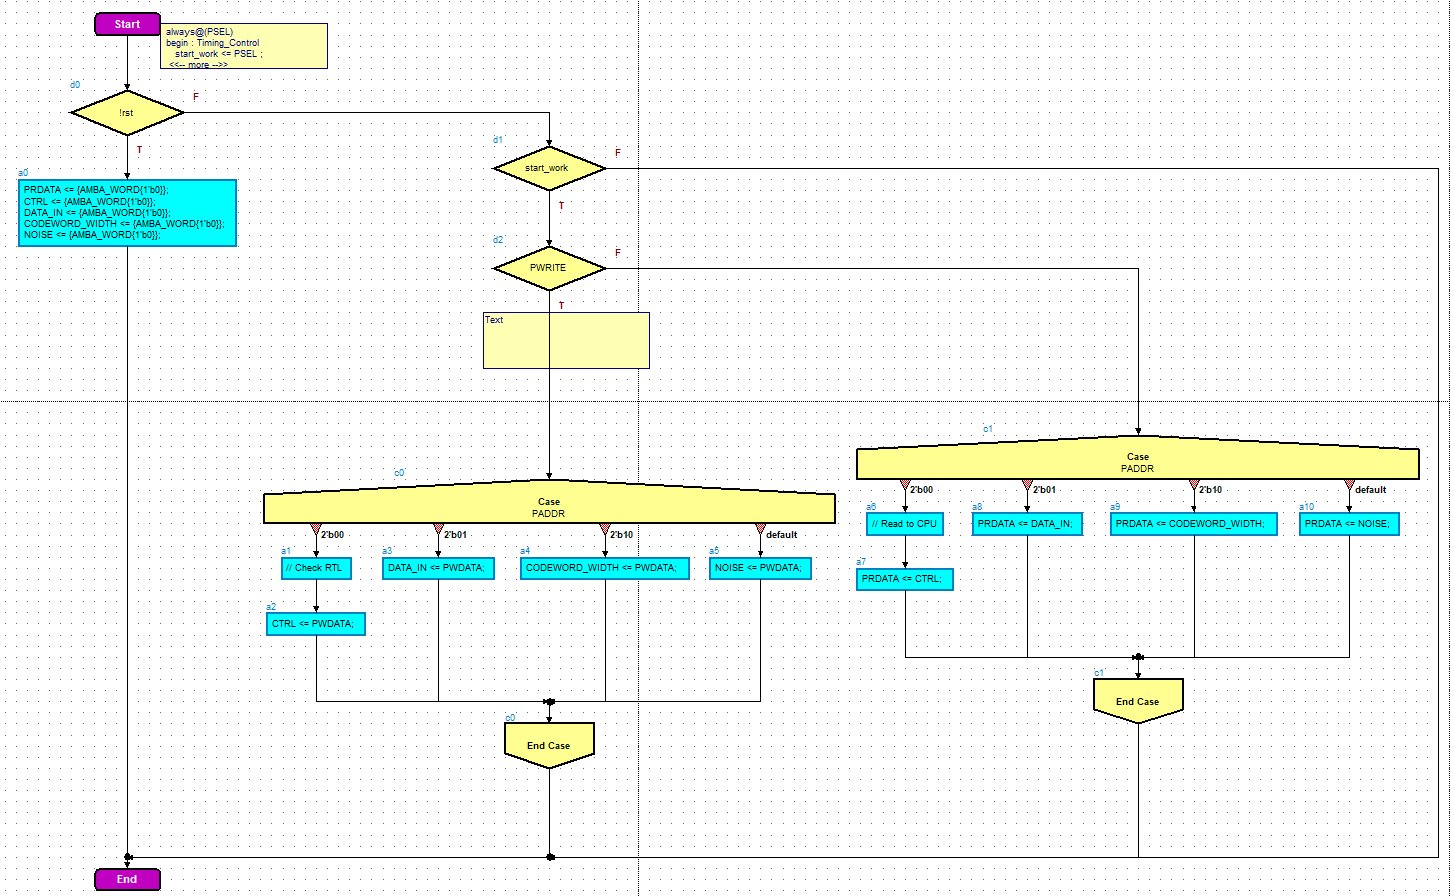 Start
always@(PSEL)
begin : Timing_Control
start_work <= PSEL ;
<<-- more -->>
d0
!rst
F
T
a0
PRDATA <= {AMBA_WORD{1'b0}};
CTRL <= {AMBA_WORD{1'b0}};
DATA_IN <= {AMBA_WORD{1'b0}};
CODEWORD_WIDTH <= {AMBA_WORD{1'b0}};
NOISE <= {AMBA_WORD{1'b0}};
d1
start_work
F
T
d2
PWRITE
F
T
Text
c0
Case
PADDR
2'b00
2'b01
2'b10
default
a1
// Check RTL
a2
CTRL <= PWDATA;
a3
DATA_IN <= PWDATA;
a4
CODEWORD_WIDTH <= PWDATA;
a5
NOISE <= PWDATA;
c0
End Case
c1
Case
PADDR
2'b00
2'b01
2'b10
default
a6
// Read to CPU
a7
PRDATA <= CTRL;
a8
PRDATA <= DATA_IN;
a9
PRDATA <= CODEWORD_WIDTH;
a10
PRDATA <= NOISE;
c1
End Case
End